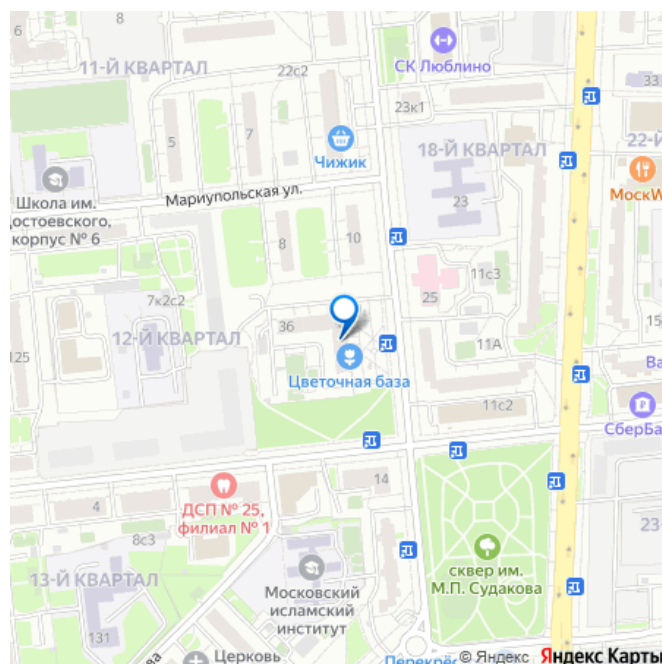 6
8
СК Люблино
11-Й КВАРТАЛ
22с2
33
23к1
5
7
Чижик
18-Й КВАРТАЛ
22-Й
МоскW
Школа им.
Достоевского,
корпус № 6
Мариупольская ул.
23
8
10
11с3
25
7к2с2
12-Й КВАРТАЛ
36
15
125
11А
Ва
Цветочная база
11с2
СберБа
14
4
ДСП № 25,
филиал № 1
8с3
23
13-Й КВАРТАЛ
сквер им.
М.П. Судакова
Московский
исламский
институт
131
ова
Церковь
Перекрёс
© Яндекс Яндекс Карты